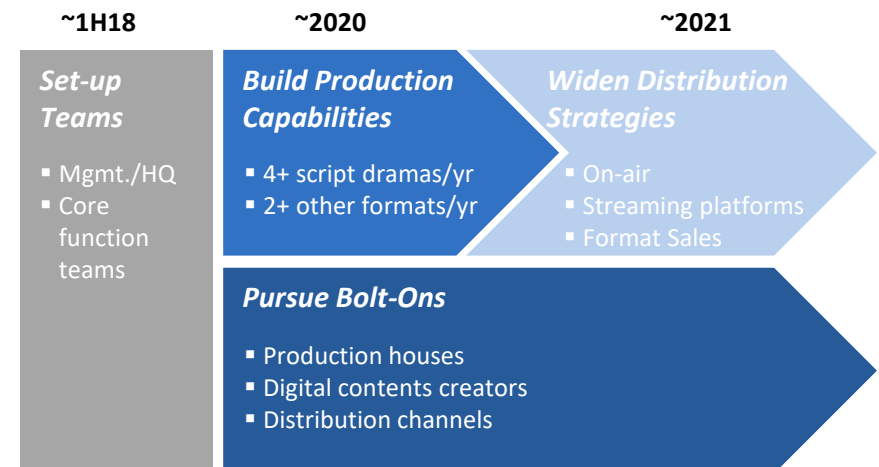 ~1H18
~2020
~2021
Set-up
Teams
▪ Mgmt./HQ
▪ Core
function
teams
Build Production
Capabilities
▪ 4+ script dramas/yr
▪ 2+ other formats/yr
Widen Distribution
Strategies
▪ On-air
▪ Streaming platforms
▪ Format Sales
Pursue Bolt-Ons
▪ Production houses
▪ Digital contents creators
▪ Distribution channels